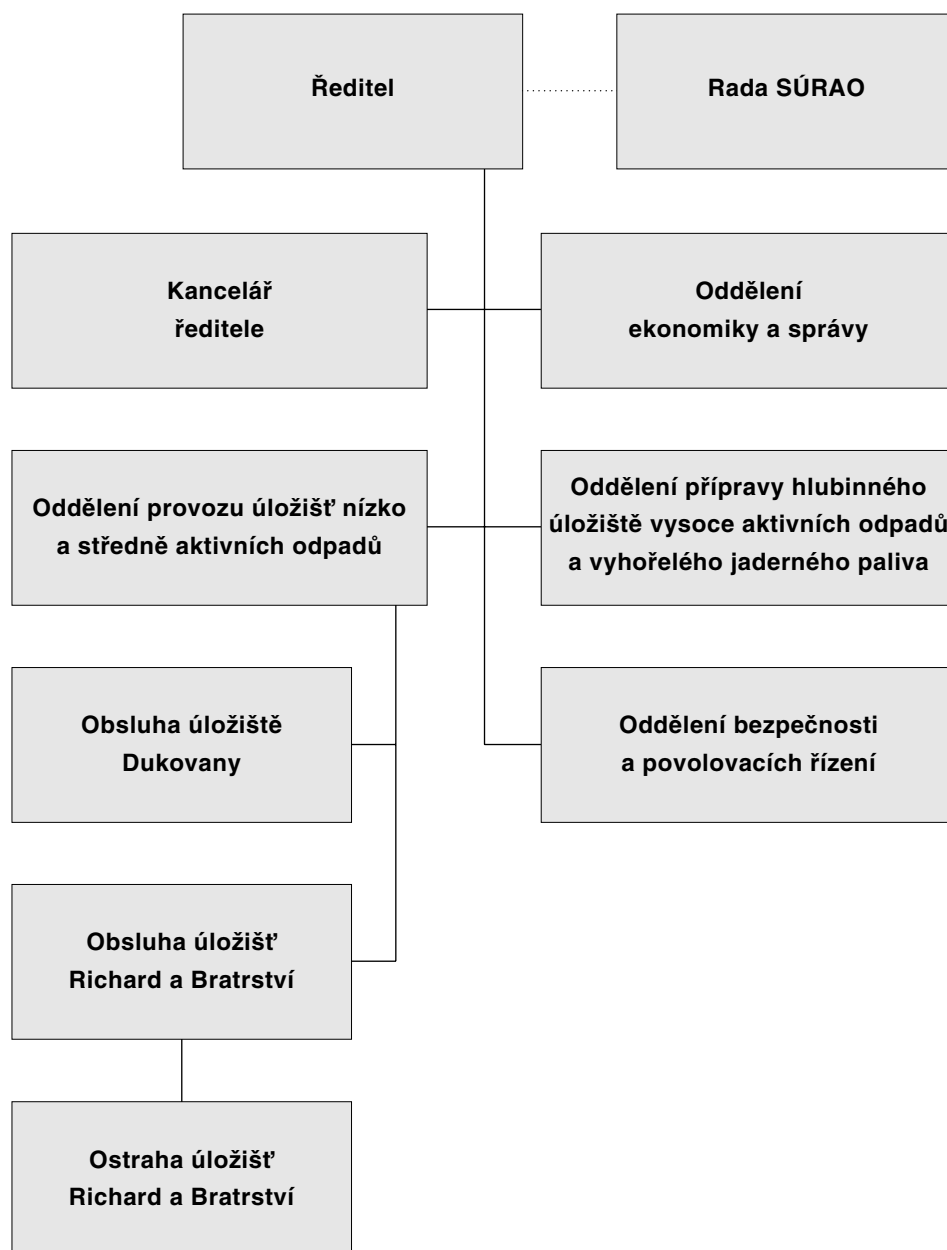 Ředitel
Rada SÚRAO
Kancelář
ředitele
Oddělení
ekonomiky a správy
Oddělení provozu úložišť nízko
a středně aktivních odpadů
Oddělení přípravy hlubinného
úložiště vysoce aktivních odpadů
a vyhořelého jaderného paliva
Obsluha úložiště
Dukovany
Oddělení bezpečnosti
a povolovacích řízení
Obsluha úložišť
Richard a Bratrství
Ostraha úložišť
Richard a Bratrství